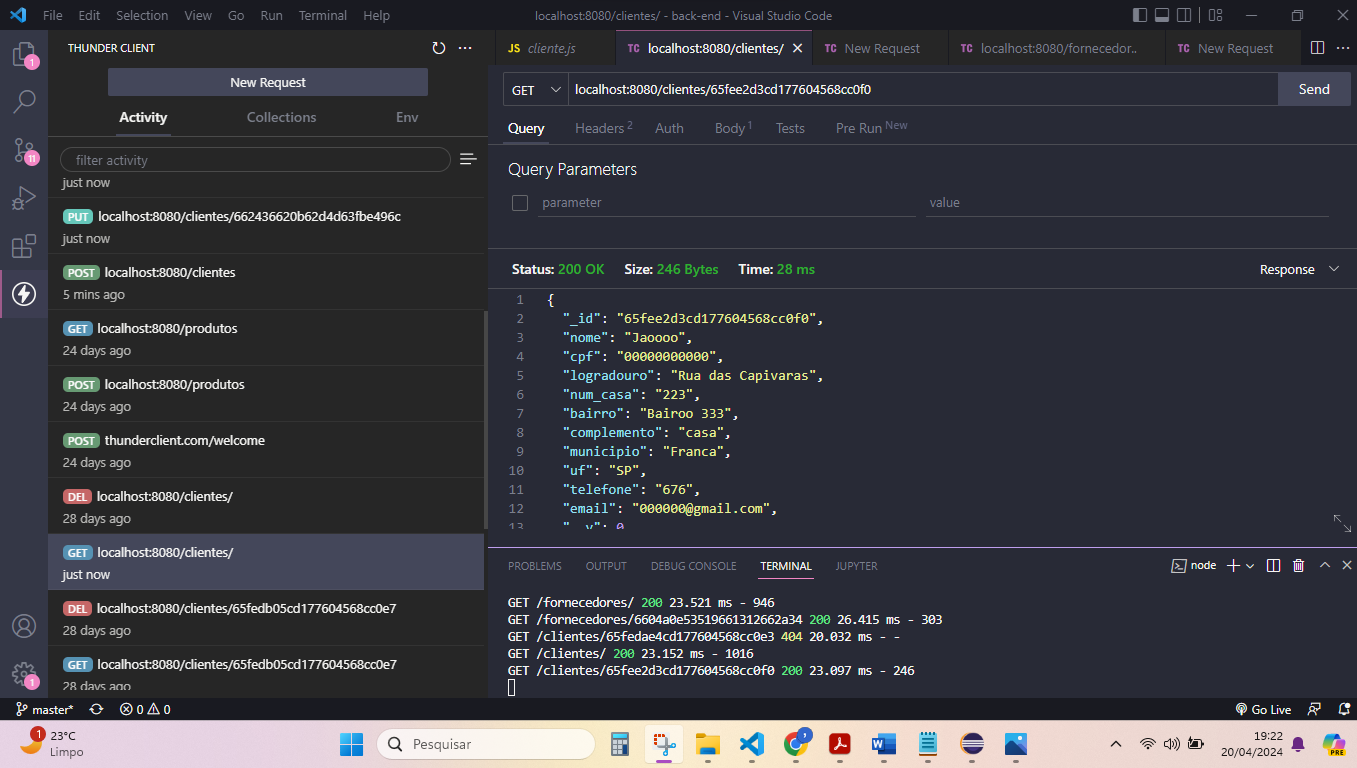 File Edit Selection View Go Run Terminal Help localhost:8080/clientes/ - back-end - Visual Studio Code
THUNDER CLIENT
New Request
Activity Collections Env
filter activity
just now
PUT localhost:8080/clientes/662436620b62d4d63fbe496c
just now
POST localhost:8080/clientes
5 mins ago
GET localhost:8080/produtos
24 days ago
POST localhost:8080/produtos
24 days ago
POST thunderclient.com/welcome
24 days ago
DEL localhost:8080/clientes/
28 days ago
GET localhost:8080/clientes/
just now
DEL localhost:8080/clientes/65fedb05cd177604568cc0e7
28 days ago
GET localhost:8080/clientes/65fedb05cd177604568cc0e7
28 days ago
1
11
1
JS cliente.js TC localhost:8080/clientes/ TC New Request TC localhost:8080/fornecedor.. TC New Request
GET localhost:8080/clientes/65fee2d3cd177604568cc0f0 Send
Query Headers 2 Auth Body 1 Tests Pre Run New
Query Parameters
parameter value
Status: 200 OK Size: 246 Bytes Time: 28 ms Response
1 {
2 "_id": "65fee2d3cd177604568cc0f0",
3 "nome": "Jaoooo",
4 "cpf": "00000000000",
5 "logradouro": "Rua das Capivaras",
6 "num_casa": "223",
7 "bairro": "Bairoo 333",
8 "complemento": "casa",
9 "municipio": "Franca",
10 "uf": "SP",
11 "telefone": "676",
12 "email": "000000@gmail.com",
13 "__v": 0
PROBLEMS OUTPUT DEBUG CONSOLE TERMINAL JUPYTER node
GET /fornecedores/ 200 23.521 ms - 946
GET /fornecedores/6604a0e53519661312662a34 200 26.415 ms - 303
GET /clientes/65fedae4cd177604568cc0e3 404 20.032 ms - -
GET /clientes/ 200 23.152 ms - 1016
GET /clientes/65fee2d3cd177604568cc0f0 200 23.097 ms - 246
master* 0 0 Go Live
1 23°C
Limpo
Pesquisar
7
19:22
20/04/2024
PRE